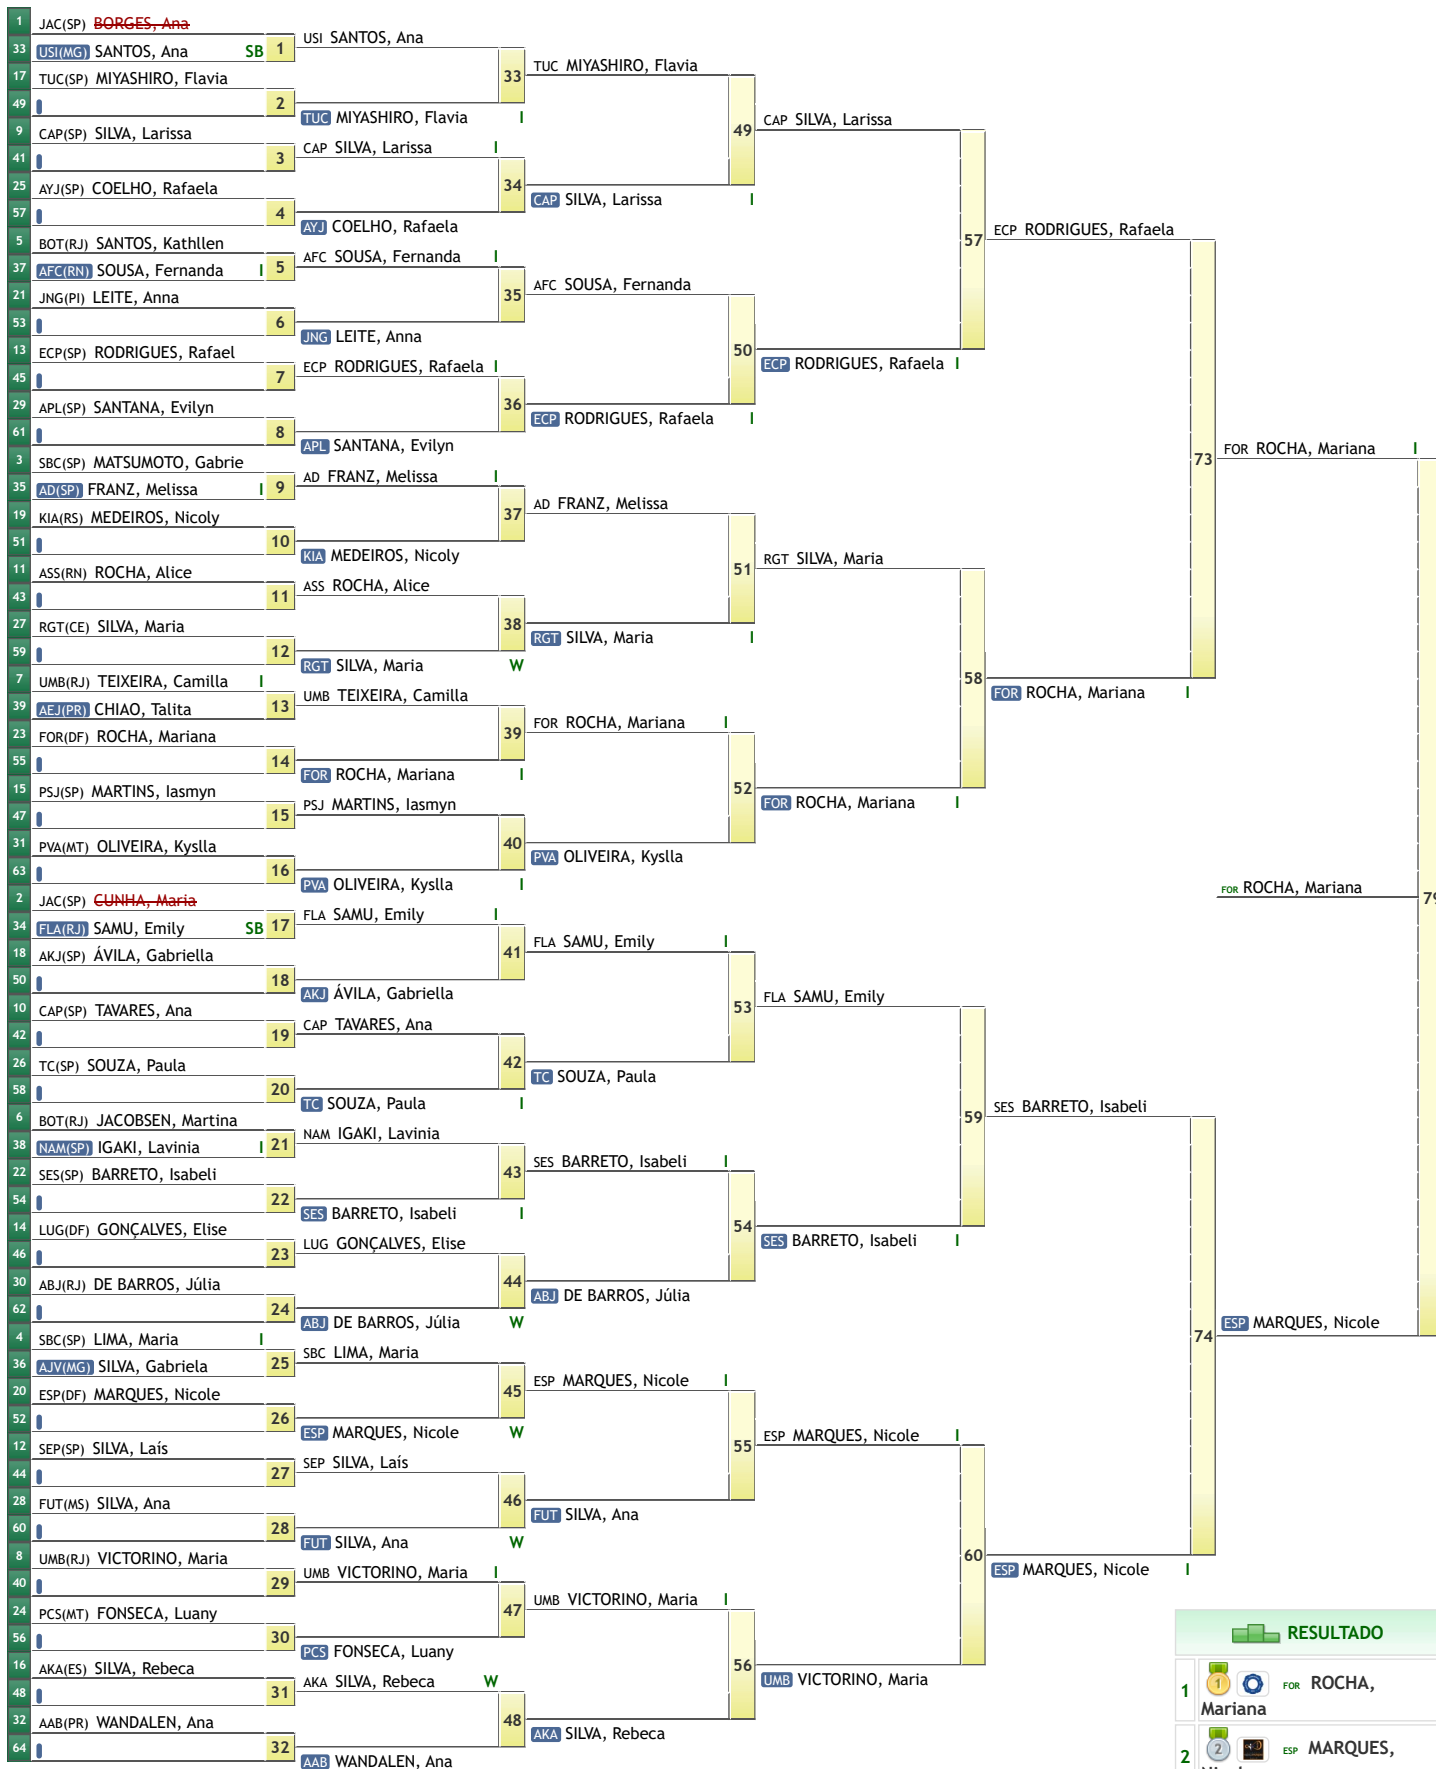 1 JAC(SP) BORGES, Ana
33 USI(MG) SANTOS, Ana SB 1
17 TUC(SP) MIYASHIRO, Flavia
49 2
9 CAP(SP) SILVA, Larissa
41 3
25 AYJ(SP) COELHO, Rafaela
57 4
5 BOT(RJ) SANTOS, Kathllen
37 AFC(RN) SOUSA, Fernanda I 5
21 JNG(PI) LEITE, Anna
53 6
13 ECP(SP) RODRIGUES, Rafael
45 7
29 APL(SP) SANTANA, Evilyn
61 8
3 SBC(SP) MATSUMOTO, Gabrie
35 AD(SP) FRANZ, Melissa I 9
19 KIA(RS) MEDEIROS, Nicoly
51 10
11 ASS(RN) ROCHA, Alice
43 11
27 RGT(CE) SILVA, Maria
59 12
7 UMB(RJ) TEIXEIRA, Camilla I
39 AEJ(PR) CHIAO, Talita 13
23 FOR(DF) ROCHA, Mariana
55 14
15 PSJ(SP) MARTINS, Iasmyn
47 15
31 PVA(MT) OLIVEIRA, Kyslla
63 16
2 JAC(SP) CUNHA, Maria
34 FLA(RJ) SAMU, Emily SB 17
18 AKJ(SP) ÁVILA, Gabriella
50 18
10 CAP(SP) TAVARES, Ana
42 19
26 TC(SP) SOUZA, Paula
58 20
6 BOT(RJ) JACOBSEN, Martina
38 NAM(SP) IGAKI, Lavinia I 21
22 SES(SP) BARRETO, Isabeli
54 22
14 LUG(DF) GONÇALVES, Elise
46 23
30 ABJ(RJ) DE BARROS, Júlia
62 24
4 SBC(SP) LIMA, Maria I
36 AJV(MG) SILVA, Gabriela 25
20 ESP(DF) MARQUES, Nicole
52 26
12 SEP(SP) SILVA, Laís
44 27
28 FUT(MS) SILVA, Ana
60 28
8 UMB(RJ) VICTORINO, Maria
40 29
24 PCS(MT) FONSECA, Luany
56 30
16 AKA(ES) SILVA, Rebeca
48 31
32 AAB(PR) WANDALEN, Ana
64 32
USI SANTOS, Ana
33
TUC MIYASHIRO, Flavia I
CAP SILVA, Larissa I
34
AYJ COELHO, Rafaela
AFC SOUSA, Fernanda I
35
JNG LEITE, Anna
ECP RODRIGUES, Rafaela I
36
APL SANTANA, Evilyn
AD FRANZ, Melissa I
37
KIA MEDEIROS, Nicoly
ASS ROCHA, Alice
38
RGT SILVA, Maria W
UMB TEIXEIRA, Camilla
39
FOR ROCHA, Mariana I
PSJ MARTINS, Iasmyn
40
PVA OLIVEIRA, Kyslla I
FLA SAMU, Emily I
41
AKJ ÁVILA, Gabriella
CAP TAVARES, Ana
42
TC SOUZA, Paula I
NAM IGAKI, Lavinia
43
SES BARRETO, Isabeli I
LUG GONÇALVES, Elise
44
ABJ DE BARROS, Júlia W
SBC LIMA, Maria
45
ESP MARQUES, Nicole W
SEP SILVA, Laís
46
FUT SILVA, Ana W
UMB VICTORINO, Maria I
47
PCS FONSECA, Luany
AKA SILVA, Rebeca W
48
AAB WANDALEN, Ana
TUC MIYASHIRO, Flavia
49
CAP SILVA, Larissa I
AFC SOUSA, Fernanda
50
ECP RODRIGUES, Rafaela I
AD FRANZ, Melissa
51
RGT SILVA, Maria I
FOR ROCHA, Mariana I
52
PVA OLIVEIRA, Kyslla
FLA SAMU, Emily I
53
TC SOUZA, Paula
SES BARRETO, Isabeli I
54
ABJ DE BARROS, Júlia
ESP MARQUES, Nicole I
55
FUT SILVA, Ana
UMB VICTORINO, Maria I
56
AKA SILVA, Rebeca
CAP SILVA, Larissa
57
ECP RODRIGUES, Rafaela I
RGT SILVA, Maria
58
FOR ROCHA, Mariana I
FLA SAMU, Emily
59
SES BARRETO, Isabeli I
ESP MARQUES, Nicole I
60
UMB VICTORINO, Maria
ECP RODRIGUES, Rafaela
73
FOR ROCHA, Mariana I
SES BARRETO, Isabeli
74
ESP MARQUES, Nicole I
FOR ROCHA, Mariana I
FOR ROCHA, Mariana
79
ESP MARQUES, Nicole
RESULTADO
1 1 FOR ROCHA,
Mariana
2 2 ESP MARQUES,